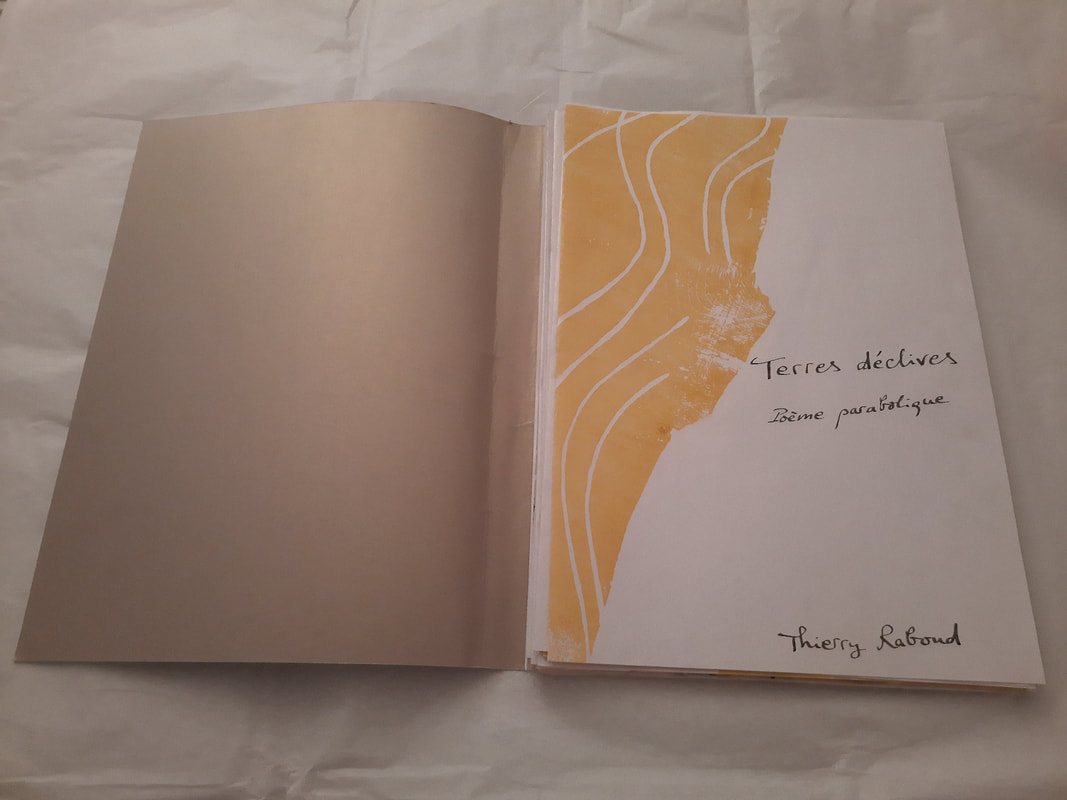 Terres déclives
Poème parabolique
Thierry Raboud